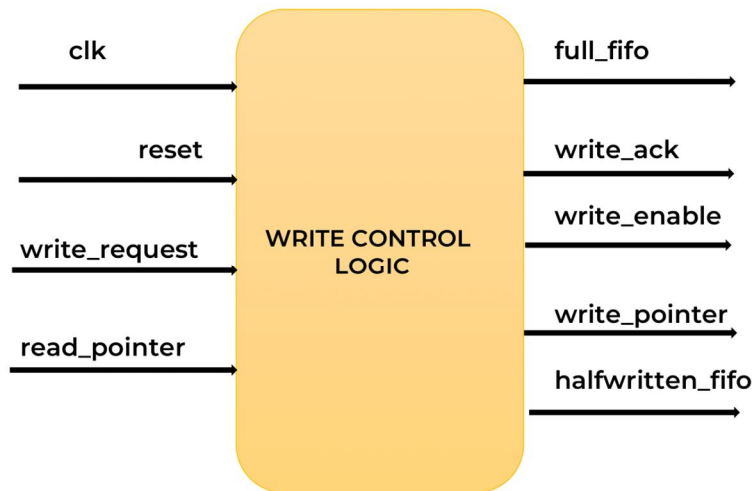 clk
reset
write_request
read_pointer
WRITE CONTROL
LOGIC
full_fifo
write_ack
write_enable
write_pointer
halfwritten_fifo